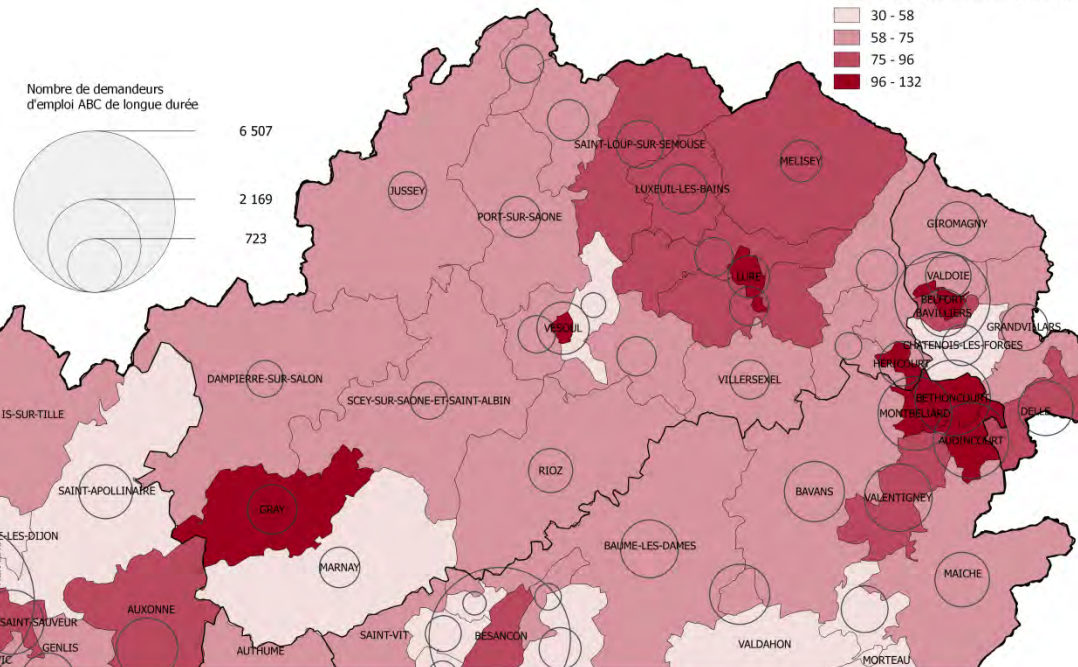 30 - 58
58 - 75
75 - 96
96 - 132
Nombre de demandeurs
d'emploi ABC de longue durée
6 507
2 169
723
SAINT-LOUP-SUR-SEMOUSE
MELISEY
JUSSEY
LUXEUIL-LES-BAINS
PORT-SUR-SAONE
GIROMAGNY
LURE
VALDOIE
BELFORT
BAVILLIERS
VESOUL
GRANDVILLARS
CHATENOIS-LES-FORGES
HERICOURT
DAMPIERRE-SUR-SALON
VILLERSEXEL
SCEY-SUR-SAONE-ET-SAINT-ALBIN
BETHONCOURT
IS-SUR-TILLE
MONTBELIARD
DELLE
AUDINCOURT
RIOZ
SAINT-APOLLINAIRE
BAVANS
VALENTIGNEY
GRAY
E-LES-DIJON
BAUME-LES-DAMES
MARNAY
MAICHE
AUXONNE
SAINT-SAUVEUR
SAINT-VIT
BESANCON
VALDAHON
GENLIS
AUTHUME
VIC
MORTEAU